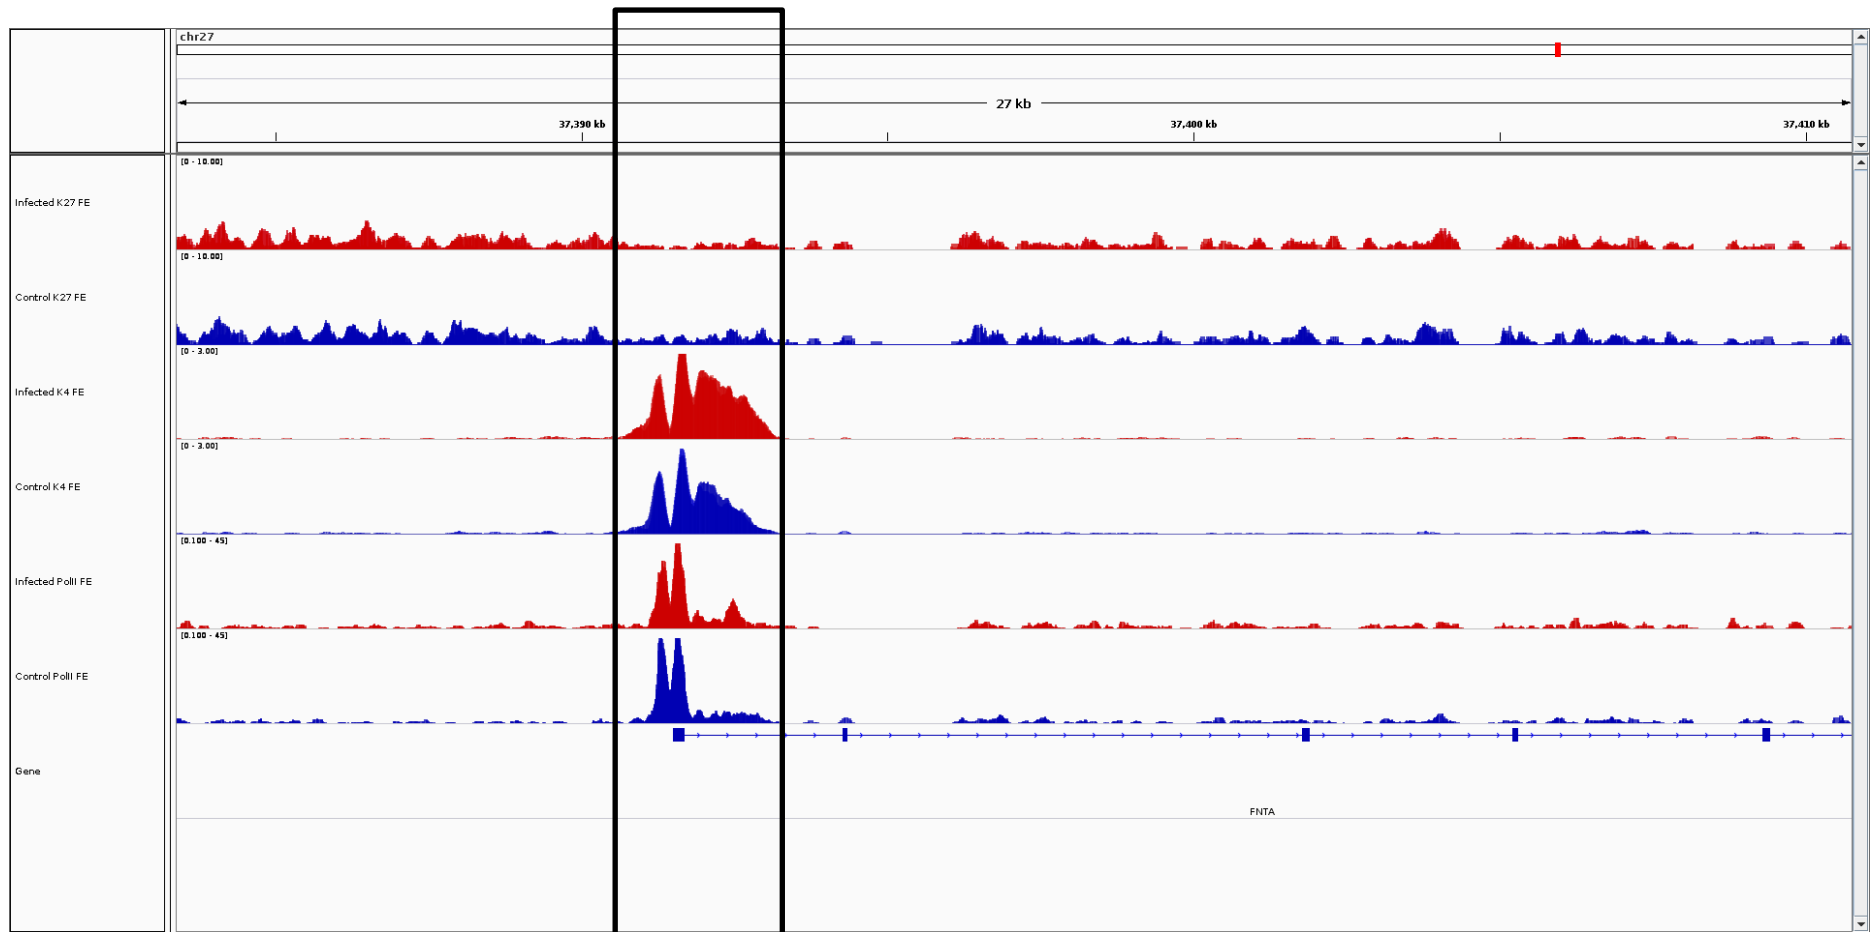 chr27
27 kb
37,390 kb
37,400 kb
37,410 kb
[0 - 10.00]
Infected K27 FE
[0 - 10.00]
Control K27 FE
[0 - 3.00]
Infected K4 FE
[0 - 3.00]
Control K4 FE
[0.100 - 45]
Infected PolII FE
[0.100 - 45]
Control PolII FE
Gene
FNTA